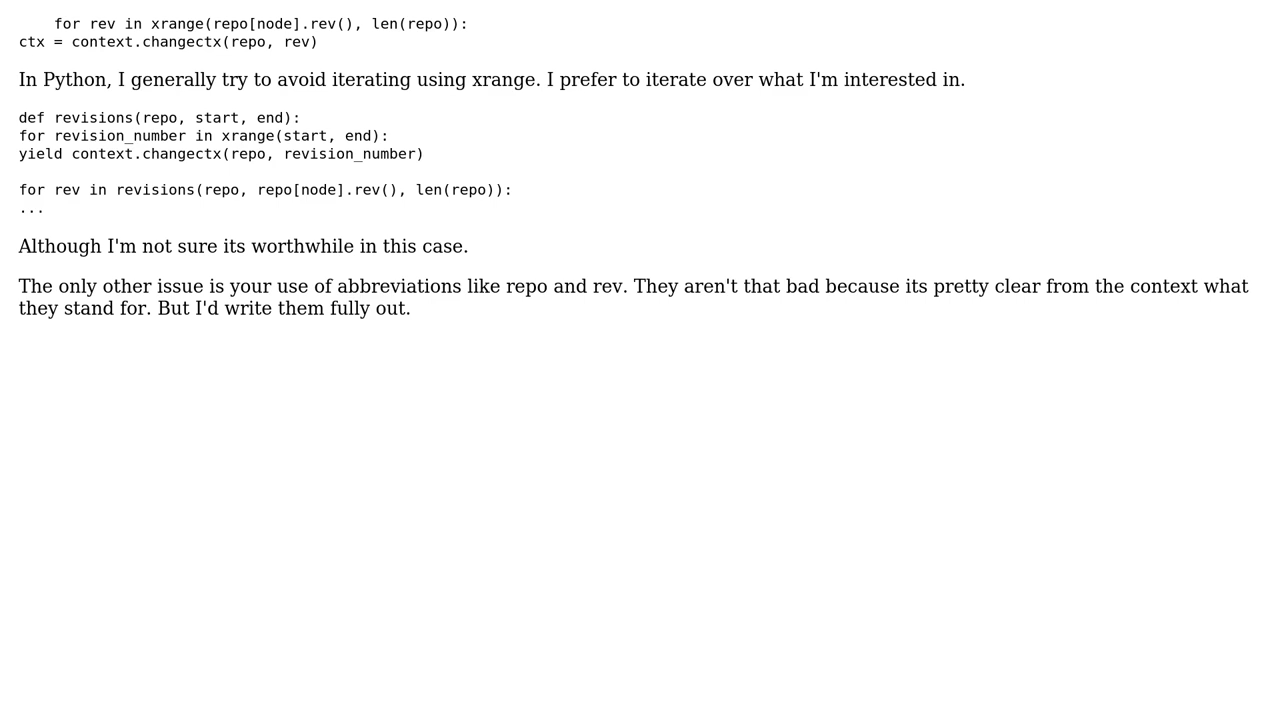 for rev in xrange(repo[node].rev(), len(repo)):
ctx = context.changectx(repo, rev)
In Python, I generally try to avoid iterating using xrange. I prefer to iterate over what I'm interested in.
def revisions(repo, start, end):
for revision_number in xrange(start, end):
yield context.changectx(repo, revision_number)
for rev in revisions(repo, repo[node].rev(), len(repo)):
...
Although I'm not sure its worthwhile in this case.
The only other issue is your use of abbreviations like repo and rev. They aren't that bad because its pretty clear from the context what
they stand for. But I'd write them fully out.